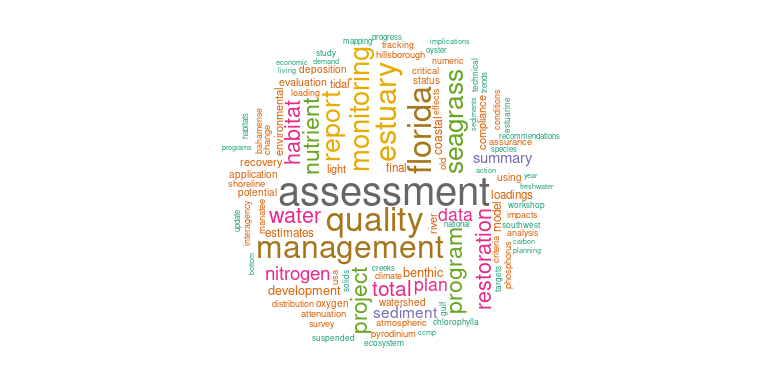 mapping progress
tracking implications
study hillsborough oyster
economic demand numeric
living deposition critical technical
evaluation tidal status trends
loading monitoring estuary effects
habitats bahamense change environmental habitat nutrient report florida coastal seagrass sediments compliance conditions estuarine
recommendations
programs assurance
species
recovery light final old summary
application action using year
shoreline assessment freshwater
potential loadings
workshop
update interagency manatee water quality river data national restoration model impacts
southwest
estimates analysis
management criteria carbon
planning
bottom nitrogen usa solids creeks climate benthic program targets phosphorus
development project total plan
distribution oxygen watershed gulf
attenuation sediment
survey atmospheric chlorophylla
suspended pyrodinium ccmp
ecosystem